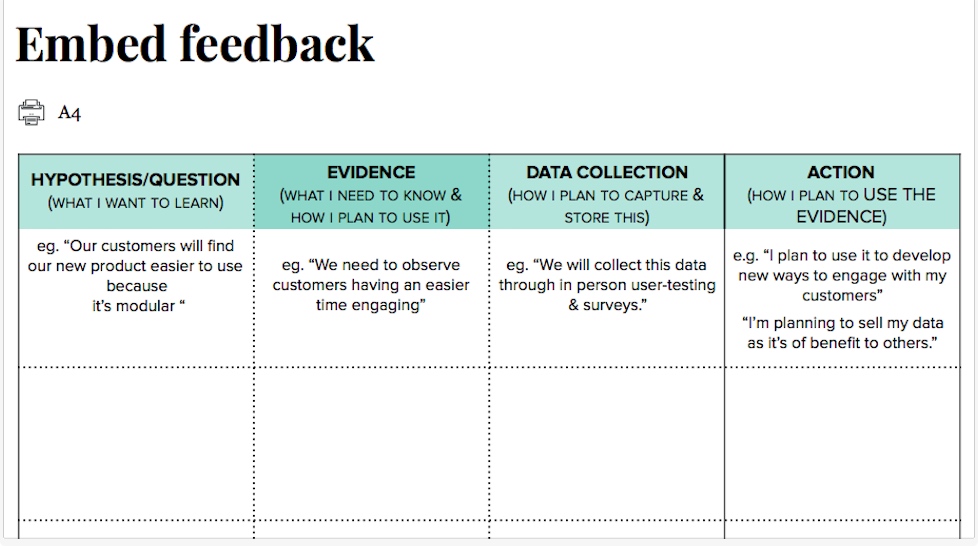 Embed feedback
A4
HYPOTHESIS/QUESTION
(WHAT I WANT TO LEARN)
EVIDENCE
(WHAT I NEED TO KNOW &
HOW I PLAN TO USE IT)
DATA COLLECTION
(HOW I PLAN TO CAPTURE &
STORE THIS)
ACTION
(HOW I PLAN TO USE THE
EVIDENCE)
eg. “Our customers will find
our new product easier to use
because
it’s modular “
eg. “We need to observe
customers having an easier
time engaging”
eg. “We will collect this data
through in person user-testing
& surveys.”
e.g. “I plan to use it to develop
new ways to engage with my
customers”
“I’m planning to sell my data
as it’s of benefit to others.”